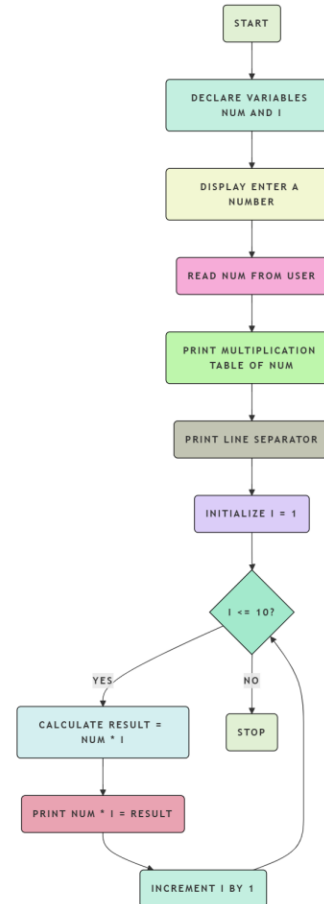 START
DECLARE VARIABLES
NUM AND I
DISPLAY ENTER A
NUMBER
READ NUM FROM USER
PRINT MULTIPLICATION
TABLE OF NUM
PRINT LINE SEPARATOR
INITIALIZE I = 1
I <= 10?
YES
NO
CALCULATE RESULT =
NUM * I
STOP
PRINT NUM * I = RESULT
INCREMENT I BY 1